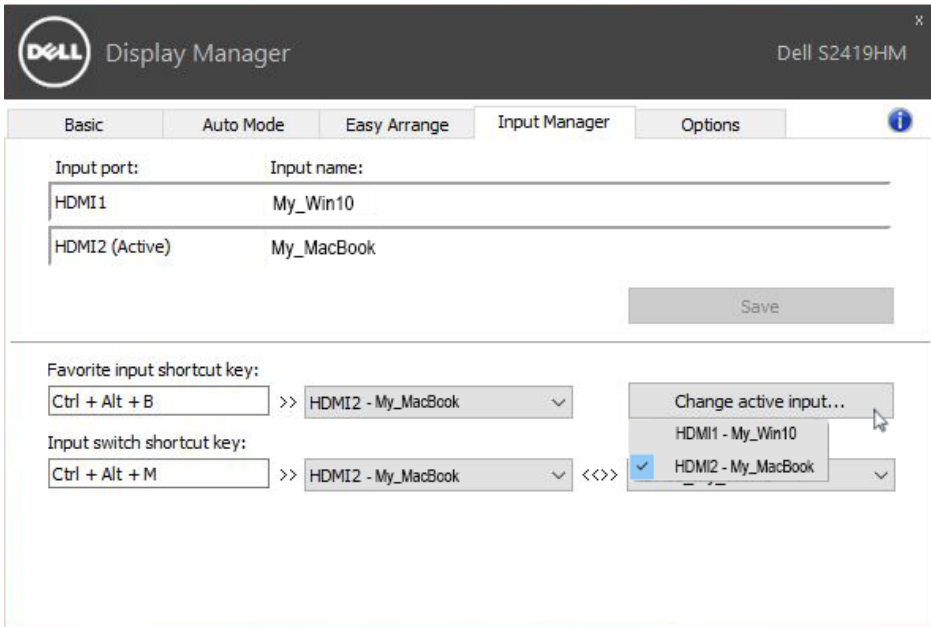 x
DELL Display Manager Dell S2419HM
Basic Auto Mode Easy Arrange Input Manager Options i
Input port: Input name:
HDMI1 My_Win10
HDMI2 (Active) My_MacBook
Save
Favorite input shortcut key:
Ctrl + Alt + B >> HDMI2 - My_MacBook Change active input...
HDMI1 - My_Win10
Input switch shortcut key:
HDMI2 - My_MacBook
Ctrl + Alt + M >> HDMI2 - My_MacBook <<>>